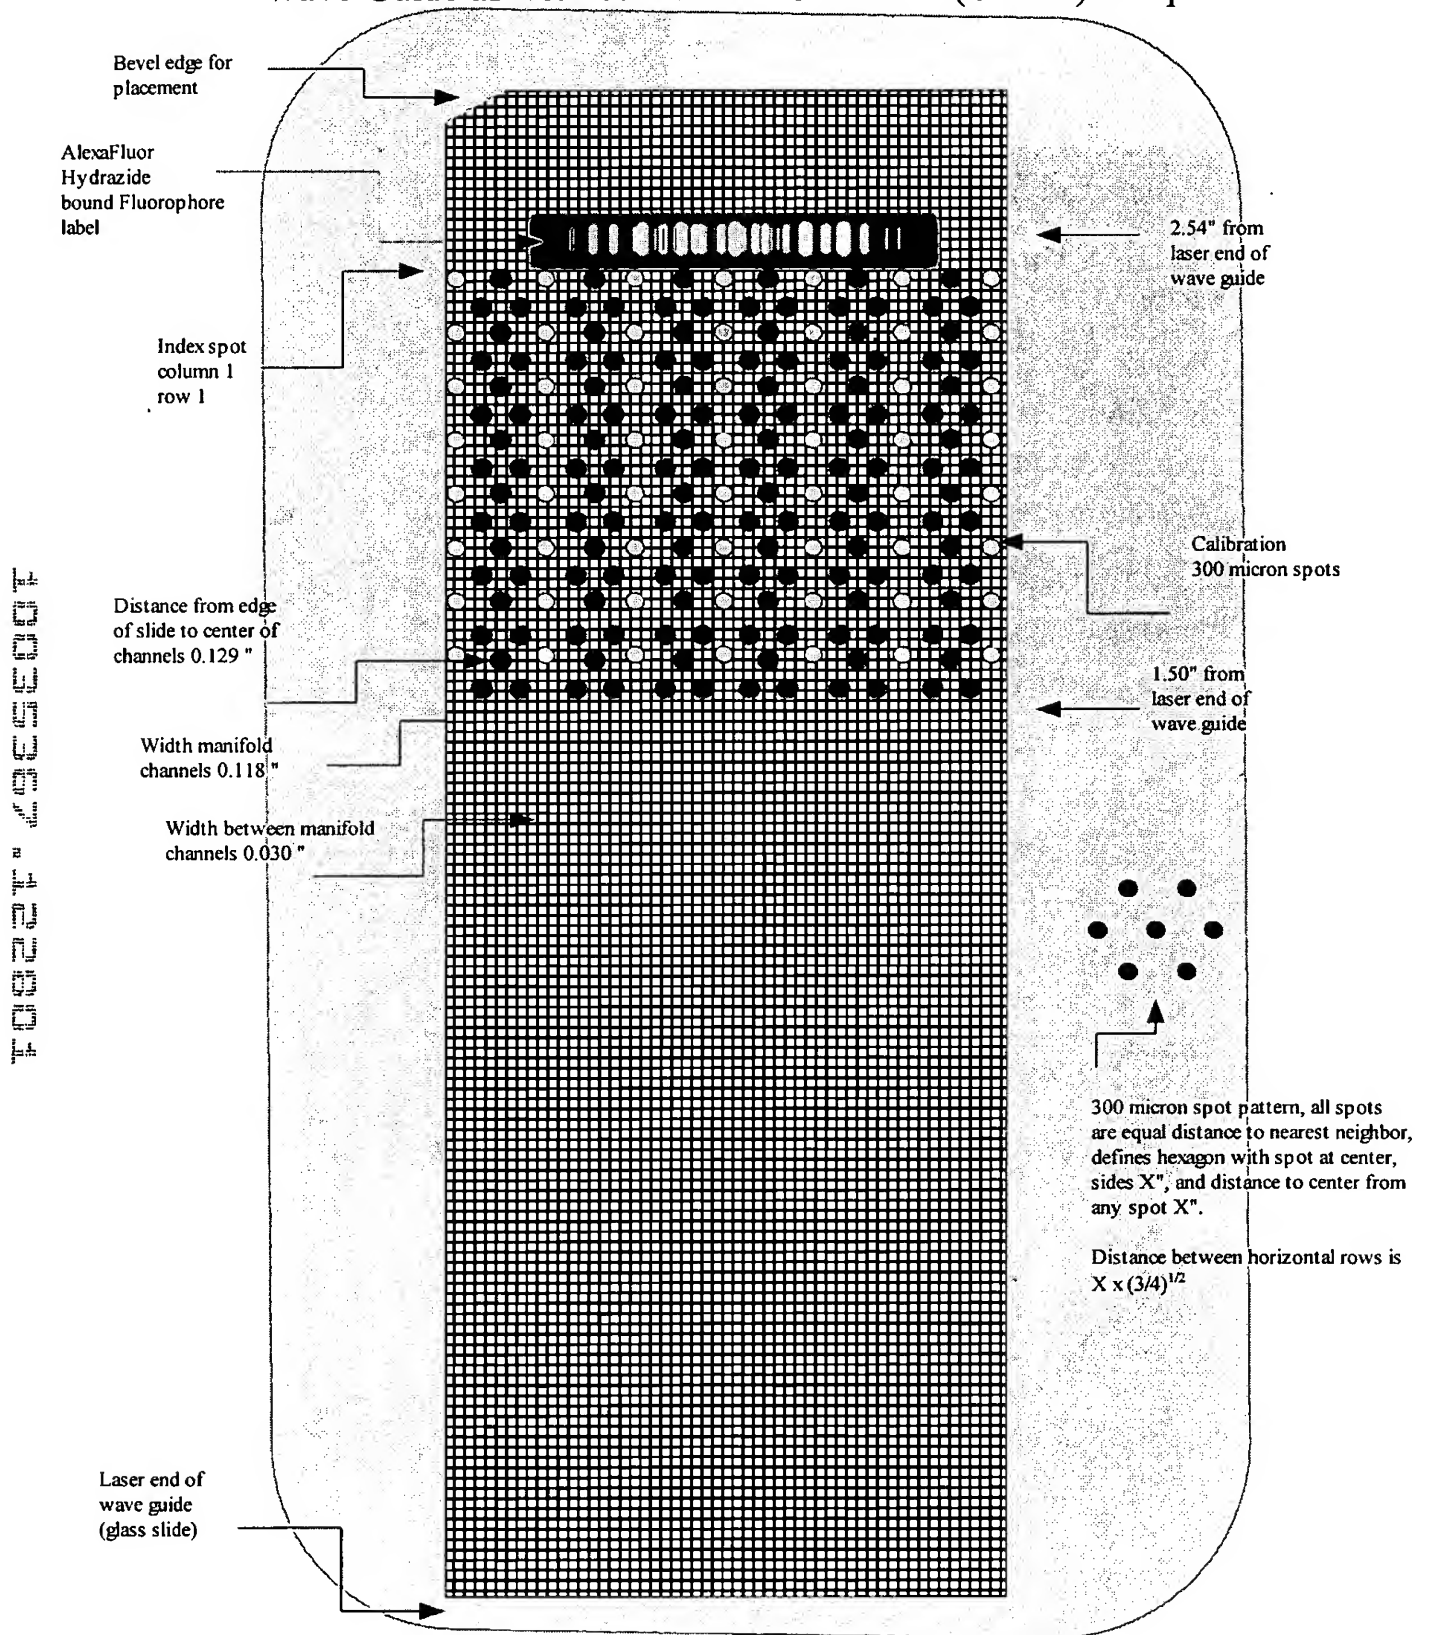 Bevel edge for
placement
AlexaFluor
Hydrazide
bound Fluorophore
label
2.54" from
laser end of
wave guide
Index spot
column 1
row 1
Calibration
300 micron spots
Distance from edge
of slide to center of
channels 0.129 "
1.50" from
laser end of
wave guide
Width manifold
channels 0.118 "
Width between manifold
channels 0.030 "
300 micron spot pattern, all spots
are equal distance to nearest neighbor,
defines hexagon with spot at center,
sides X", and distance to center from
any spot X".
Distance between horizontal rows is
X x (3/4)^1/2
Laser end of
wave guide
(glass slide)